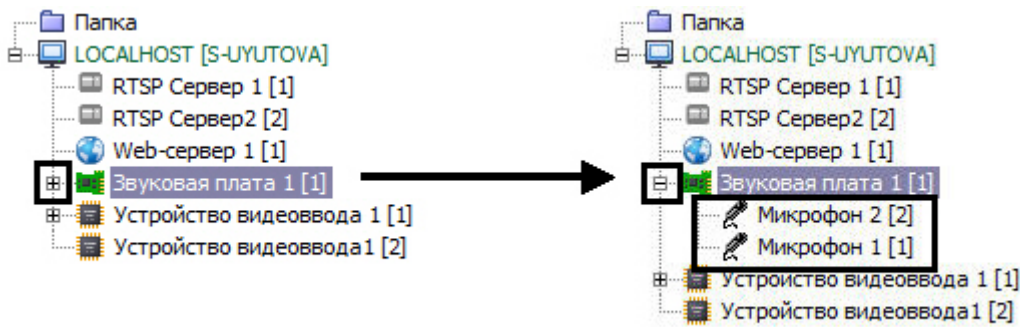 Папка
LOCALHOST [S-UYUTOVA]
RTSP Сервер 1 [1]
RTSP Сервер2 [2]
Web-сервер 1 [1]
Звуковая плата 1 [1]
Устройство видеоввода 1 [1]
Устройство видеоввода1 [2]
Папка
LOCALHOST [S-UYUTOVA]
RTSP Сервер 1 [1]
RTSP Сервер2 [2]
Web-сервер 1 [1]
Звуковая плата 1 [1]
Микрофон 2 [2]
Микрофон 1 [1]
Устройство видеоввода 1 [1]
Устройство видеоввода1 [2]